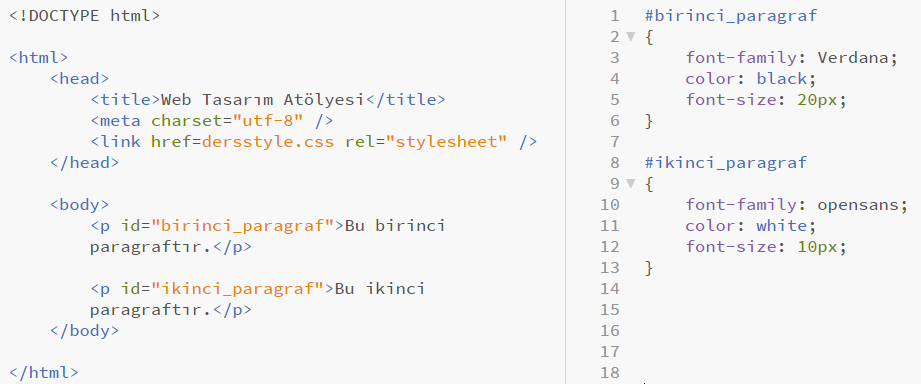 <!DOCTYPE html>
<html>
<head>
<title>Web Tasarım Atölyesi</title>
<meta charset="utf-8" />
<link href=dersstyle.css rel="stylesheet" />
</head>
<body>
<p id="birinci_paragraf">Bu birinci
paragraftır.</p>
<p id="ikinci_paragraf">Bu ikinci
paragraftır.</p>
</body>
</html>
1 #birinci_paragraf
2 {
3 font-family: Verdana;
4 color: black;
5 font-size: 20px;
6 }
7
8 #ikinci_paragraf
9 {
10 font-family: opensans;
11 color: white;
12 font-size: 10px;
13 }
14
15
16
17
18